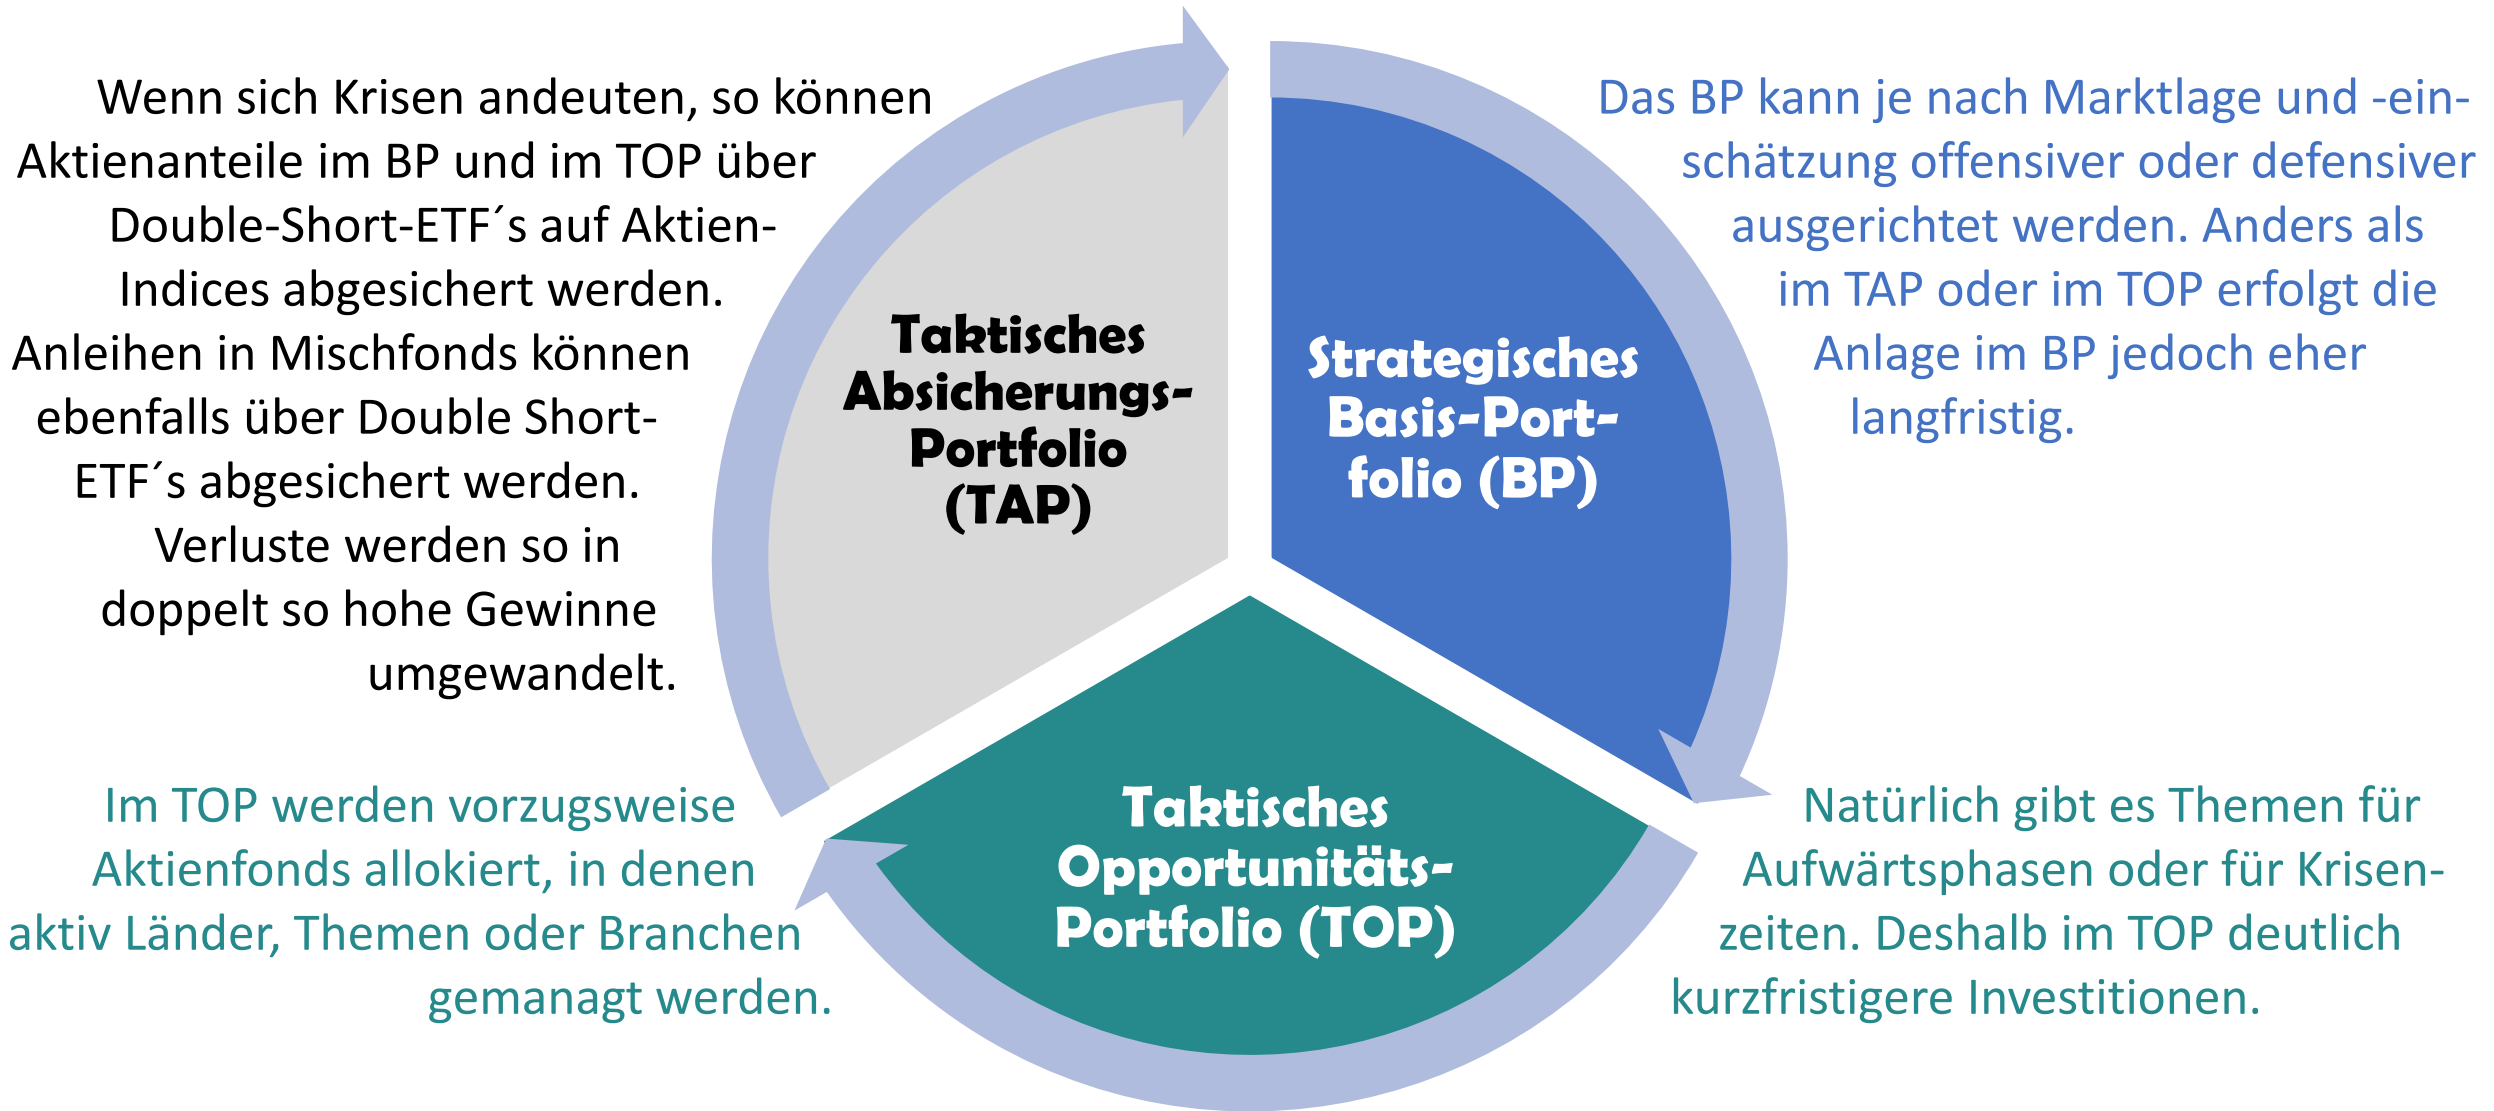 Wenn sich Krisen andeuten, so können
Aktienanateile im BP und im TOP über
Double-Short-ETF´s auf Aktien-
Indices abgesichert werden.
Anleihen in Mischfonds können
ebenfalls über Double Short-
ETF´s abgesichert werden.
Verluste werden so in
doppelt so hohe Gewinne
umgewandelt.
Das BP kann je nach Marktlage und -ein-
schätzung offensiver oder defensiver
ausgerichtet werden. Anders als
im TAP oder im TOP erfolgt die
Anlage im BP jedoch eher
langfristig.
Taktisches
Absicherungs-
Portfolio
(TAP)
Strategisches
Basis-Port-
folio (BP)
Taktisches
Opportunitäts-
Portfolio (TOP)
Im TOP werden vorzugsweise
Aktienfonds allokiert, in denen
aktiv Länder, Themen oder Branchen
gemanagt werden.
Natürlich gibt es Themen für
Aufwärtsphasen oder für Krisen-
zeiten. Deshalb im TOP deutlich
kurzfristigere Investitionen.